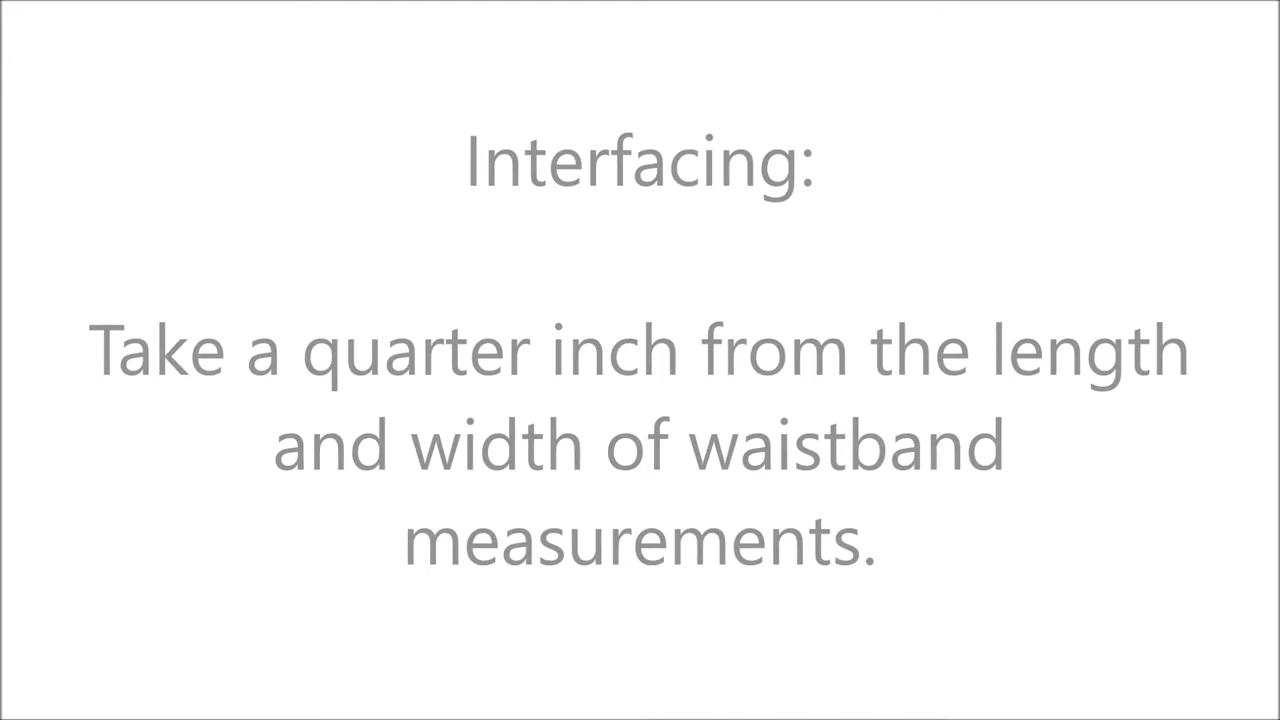 Interfacing:
Take a quarter inch from the length
and width of waistband
measurements.